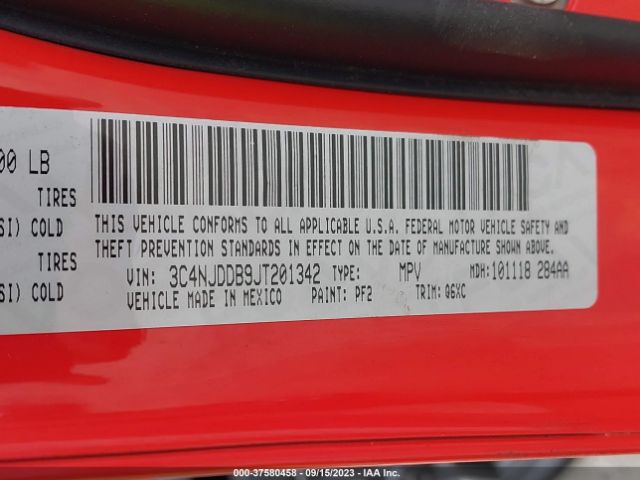 00 LB
TIRES
SI) COLD
TIRES
SI) COLD
THIS VEHICLE CONFORMS TO ALL APPLICABLE U.S.A. FEDERAL MOTOR VEHICLE SAFETY AND
THEFT PREVENTION STANDARDS IN EFFECT ON THE DATE OF MANUFACTURE SHOWN ABOVE.
VIN: 3C4NJDDB9JT201342 TYPE: MPV MDH: 101118 284AA
VEHICLE MADE IN MEXICO PAINT: PF2 TRIM: Q6XC
000-37580458 - 09/15/2023 - IAA Inc.